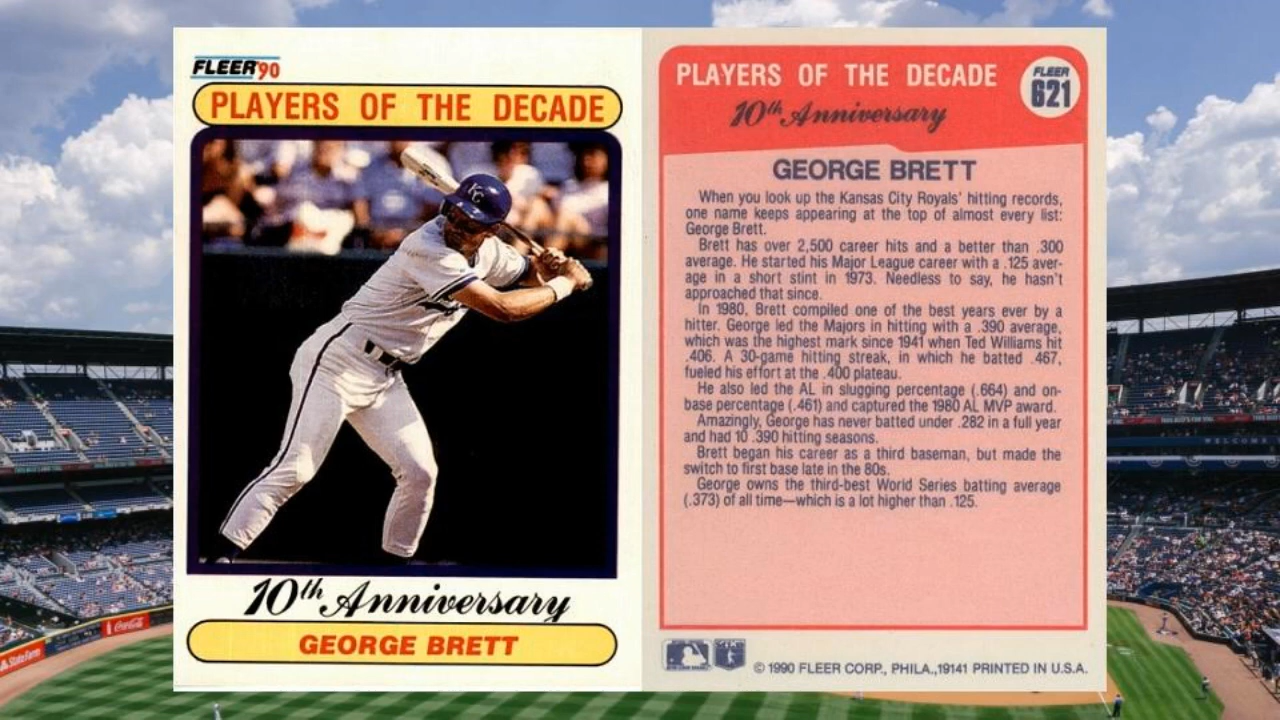 FLEER'90
PLAYERS OF THE DECADE
KC
10th Anniversary
GEORGE BRETT
PLAYERS OF THE DECADE
10th Anniversary
FLEER
621
GEORGE BRETT
When you look up the Kansas City Royals' hitting records,
one name keeps appearing at the top of almost every list:
George Brett.
Brett has over 2,500 career hits and a better than .300
average. He started his Major League career with a .125 aver-
age in a short stint in 1973. Needless to say, he hasn't
approached that since.
In 1980, Brett compiled one of the best years ever by a
hitter. George led the Majors in hitting with a .390 average,
which was the highest mark since 1941 when Ted Williams hit
.406. A 30-game hitting streak, in which he batted .467,
fueled his effort at the .400 plateau.
He also led the AL in slugging percentage (.664) and on-
base percentage (.461) and captured the 1980 AL MVP award.
Amazingly, George has never batted under .282 in a full year
and had 10 .390 hitting seasons.
Brett began his career as a third baseman, but made the
switch to first base late in the 80s.
George owns the third-best World Series batting average
(.373) of all time—which is a lot higher than .125.
© 1990 FLEER CORP., PHILA.,19141 PRINTED IN U.S.A.
WELCOME
Coca-Cola
State Farm